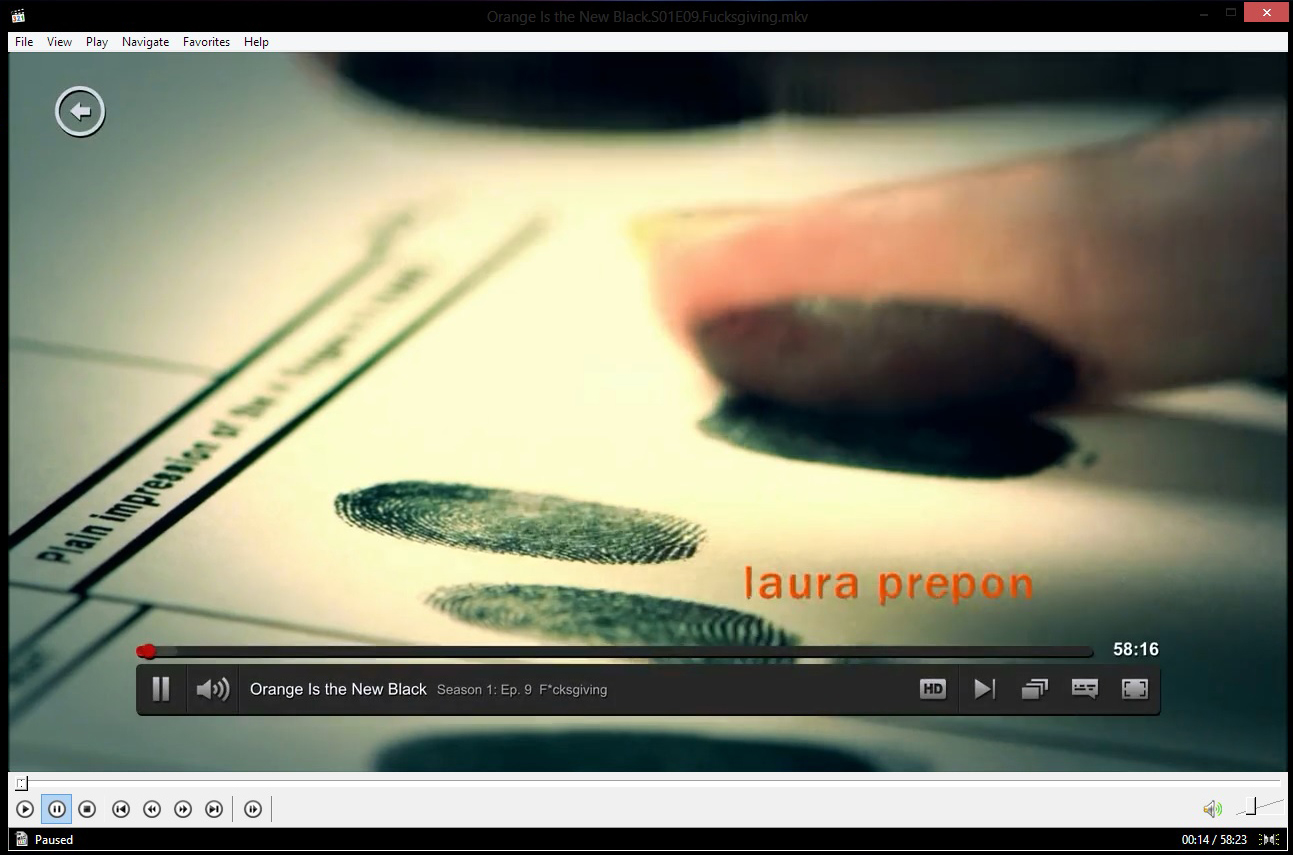 Orange Is the New Black.S01E09.Fucksgiving.mkv
File View Play Navigate Favorites Help
Plain impression of the
laura prepon
58:16
Orange Is the New Black Season 1: Ep. 9 F*cksgiving
HD
Paused
00:14 / 58:23